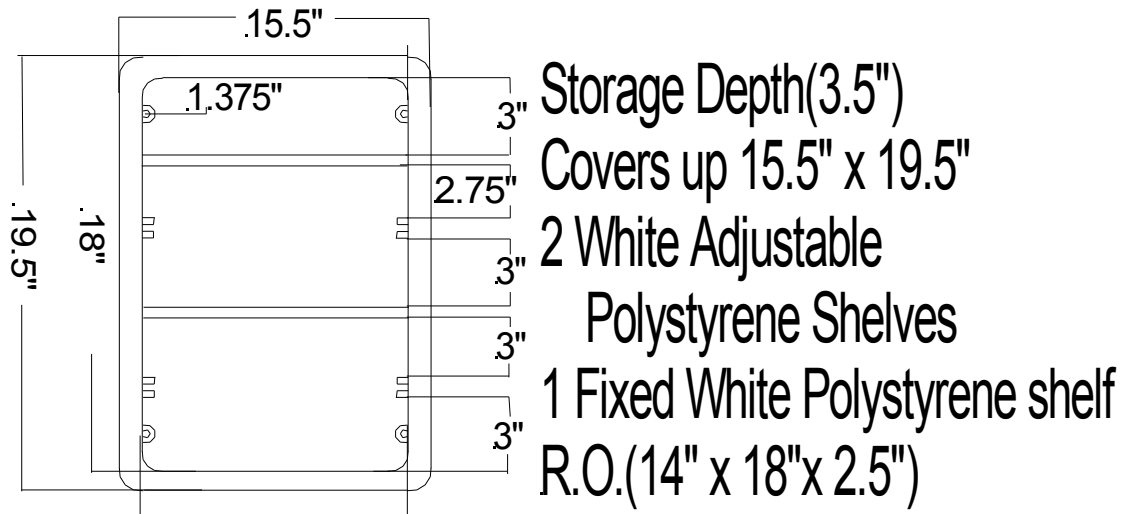 .15.5"
.1.375"
.3"
2.75"
.3"
.3"
.3"
.18"
.19.5"
Storage Depth(3.5")
Covers up 15.5" x 19.5"
2 White Adjustable
Polystyrene Shelves
1 Fixed White Polystyrene shelf
R.O.(14" x 18"x 2.5")